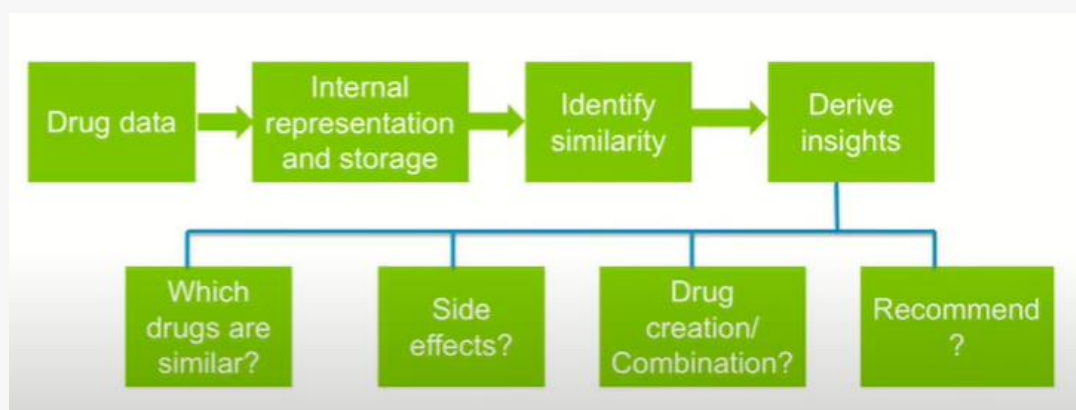 Drug data
Internal
representation
and storage
Identify
similarity
Derive
insights
Which
drugs are
similar?
Side
effects?
Drug
creation/
Combination?
Recommend
?